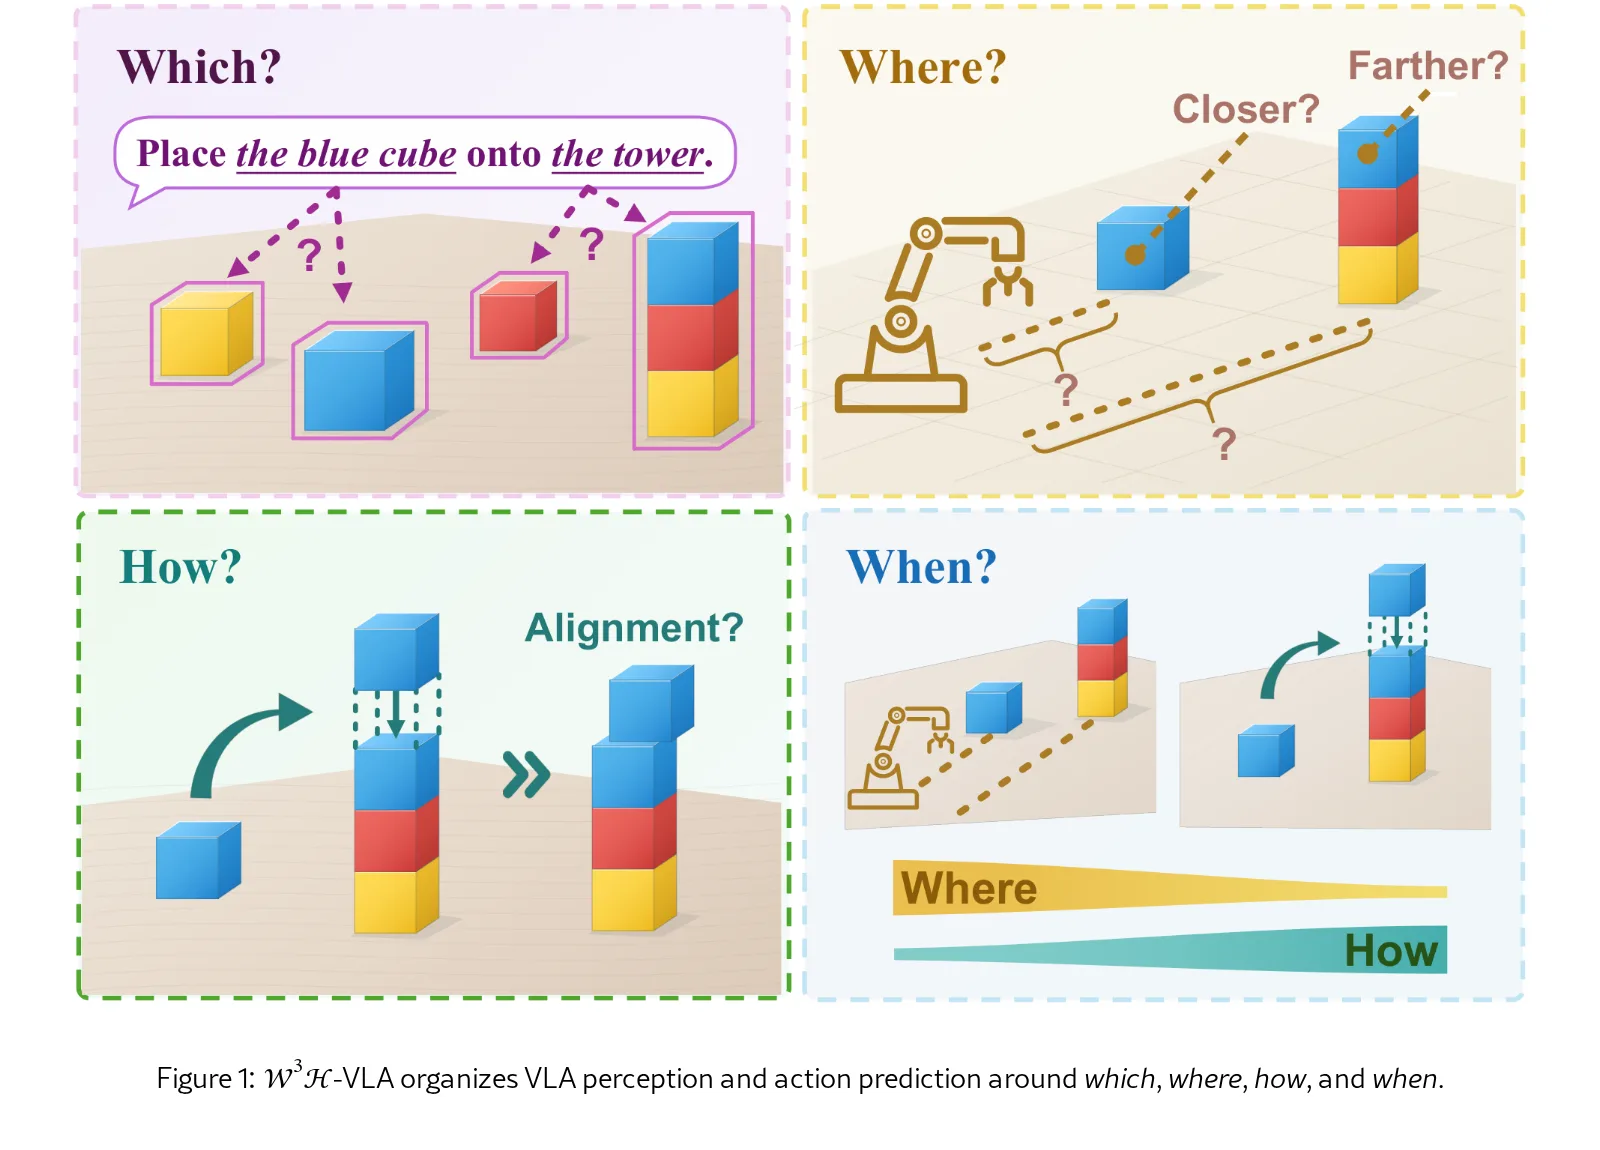 Which?
Place the blue cube onto the tower.
?
?
Where?
Farther?
Closer?
?
?
How?
Alignment?
When?
Where
How
Figure 1: 𝒲³ℋ-VLA organizes VLA perception and action prediction around which, where, how, and when.